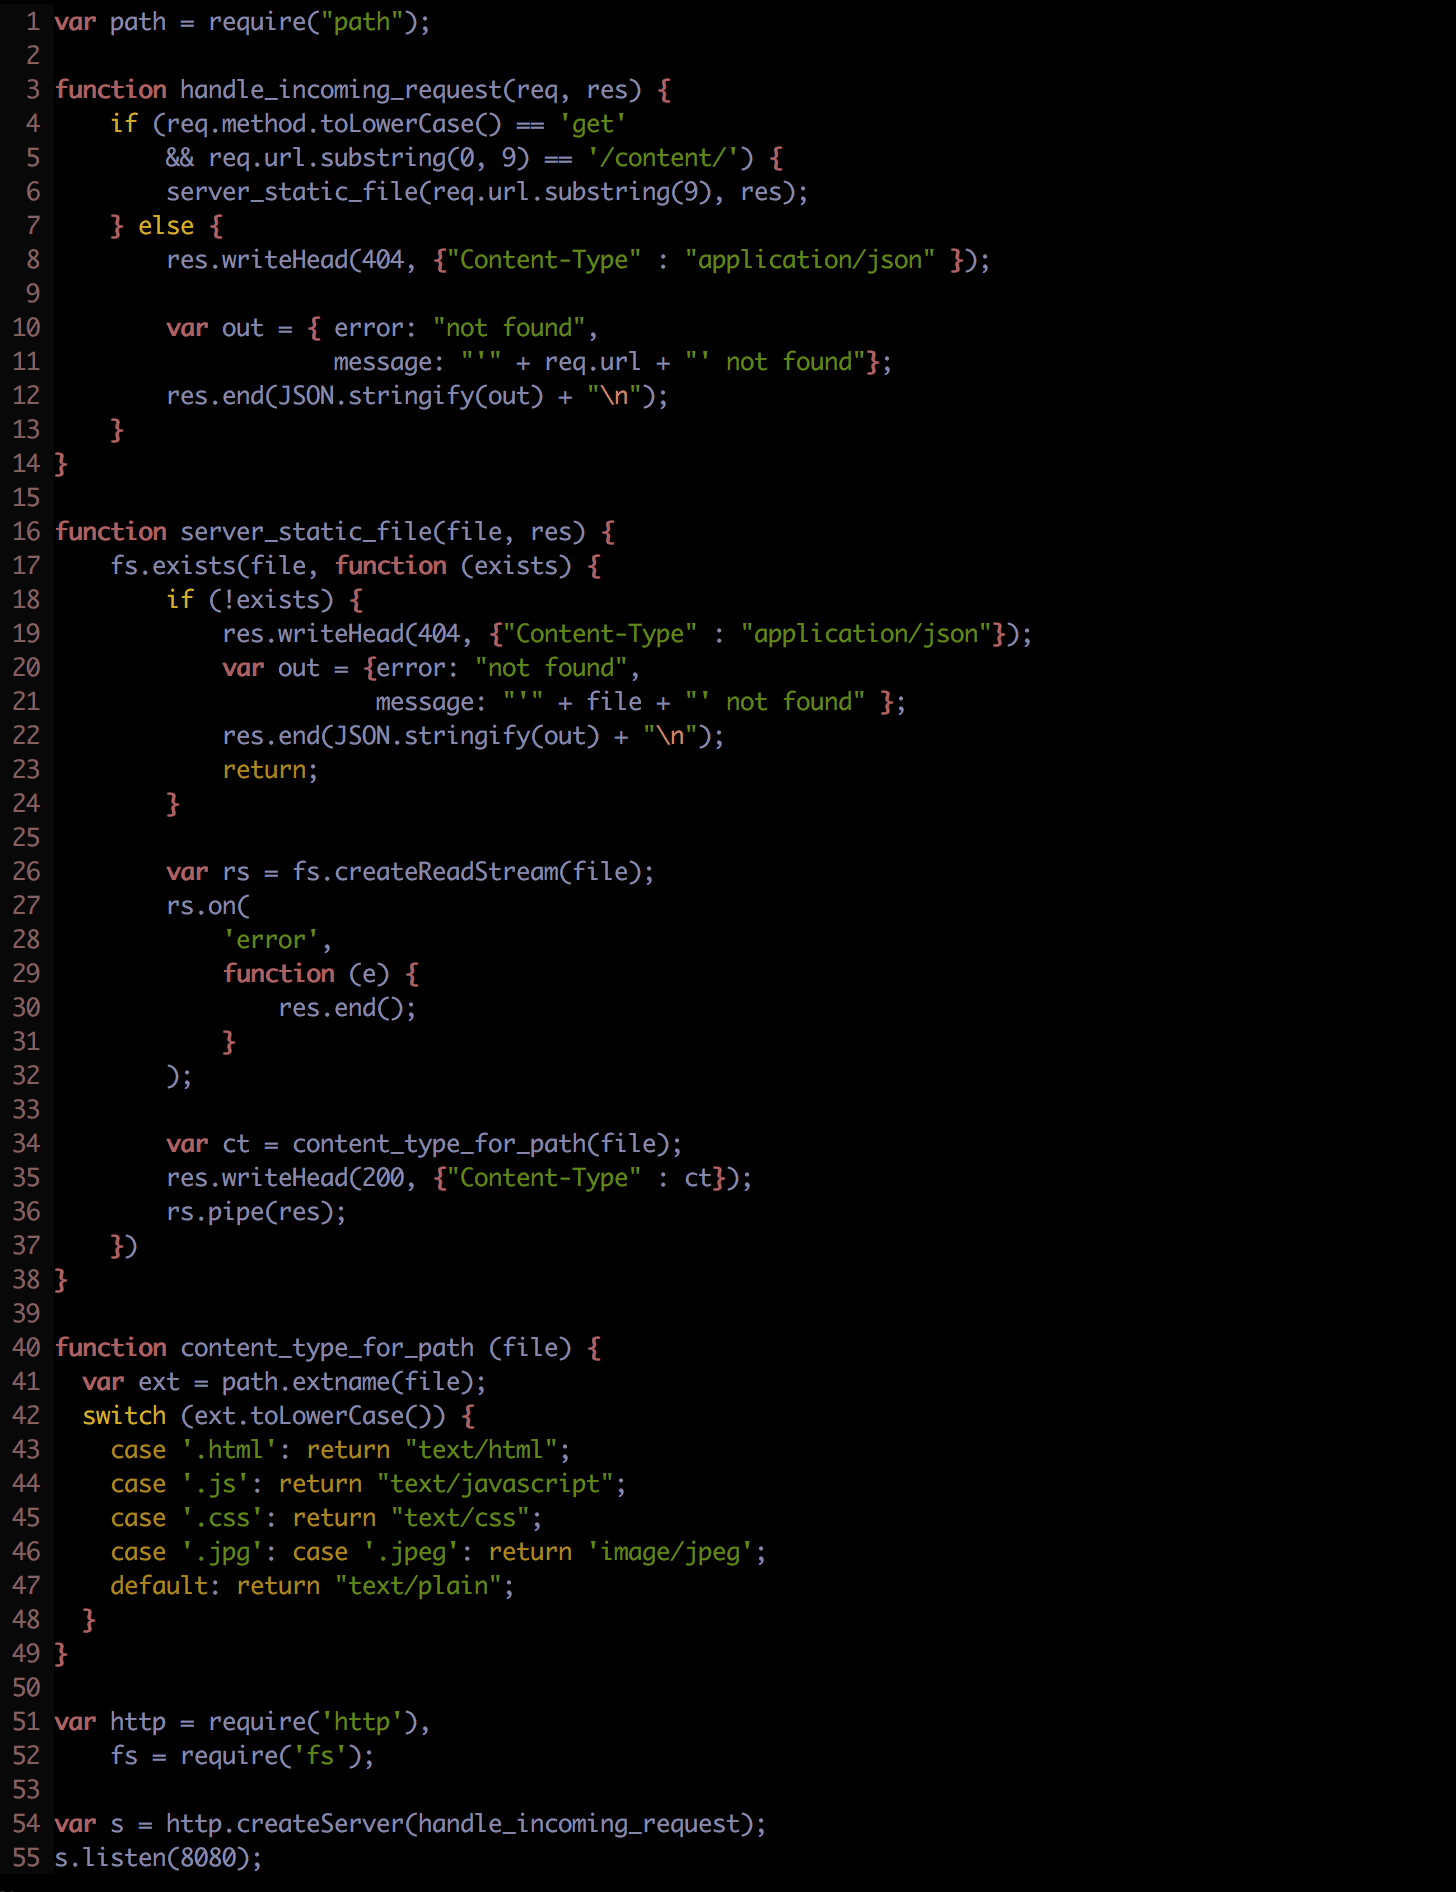 1 var path = require("path");
2
3 function handle_incoming_request(req, res) {
4     if (req.method.toLowerCase() == 'get'
5         && req.url.substring(0, 9) == '/content/') {
6         server_static_file(req.url.substring(9), res);
7     } else {
8         res.writeHead(404, {"Content-Type" : "application/json" });
9
10         var out = { error: "not found",
11                     message: "'" + req.url + "' not found"};
12         res.end(JSON.stringify(out) + "\n");
13     }
14 }
15
16 function server_static_file(file, res) {
17     fs.exists(file, function (exists) {
18         if (!exists) {
19             res.writeHead(404, {"Content-Type" : "application/json"});
20             var out = {error: "not found",
21                        message: "'" + file + "' not found" };
22             res.end(JSON.stringify(out) + "\n");
23             return;
24         }
25
26         var rs = fs.createReadStream(file);
27         rs.on(
28             'error',
29             function (e) {
30                 res.end();
31             }
32         );
33
34         var ct = content_type_for_path(file);
35         res.writeHead(200, {"Content-Type" : ct});
36         rs.pipe(res);
37     })
38 }
39
40 function content_type_for_path (file) {
41   var ext = path.extname(file);
42   switch (ext.toLowerCase()) {
43     case '.html': return "text/html";
44     case '.js': return "text/javascript";
45     case '.css': return "text/css";
46     case '.jpg': case '.jpeg': return 'image/jpeg';
47     default: return "text/plain";
48   }
49 }
50
51 var http = require('http'),
52     fs = require('fs');
53
54 var s = http.createServer(handle_incoming_request);
55 s.listen(8080);